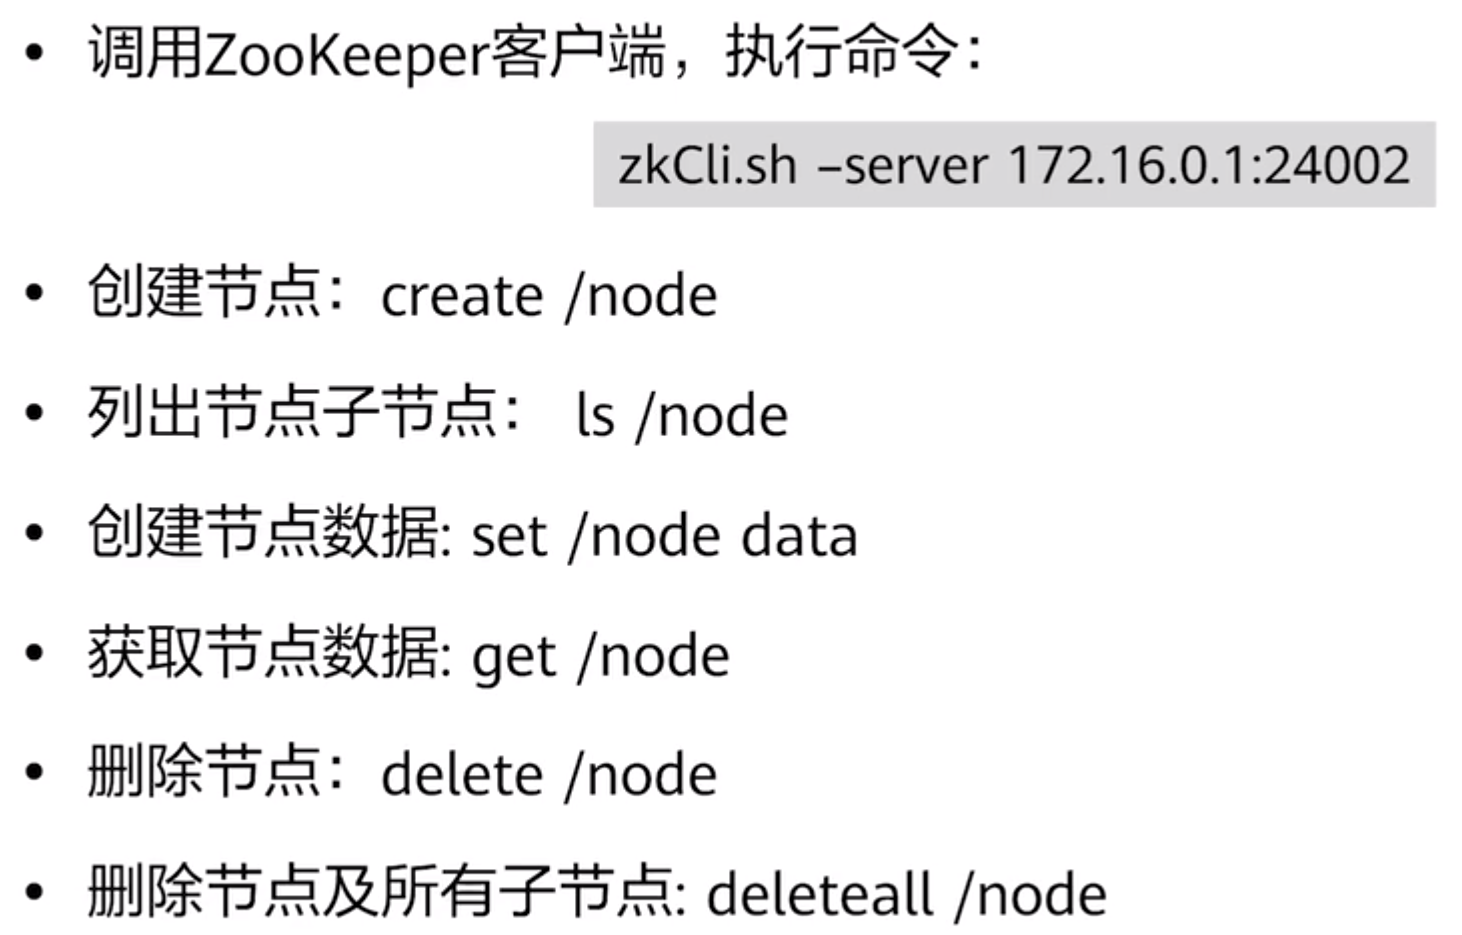 • 调用ZooKeeper客户端，执行命令：
zkCli.sh –server 172.16.0.1:24002
• 创建节点：create /node
• 列出节点子节点： ls /node
• 创建节点数据: set /node data
• 获取节点数据: get /node
• 删除节点：delete /node
• 删除节点及所有子节点: deleteall /node